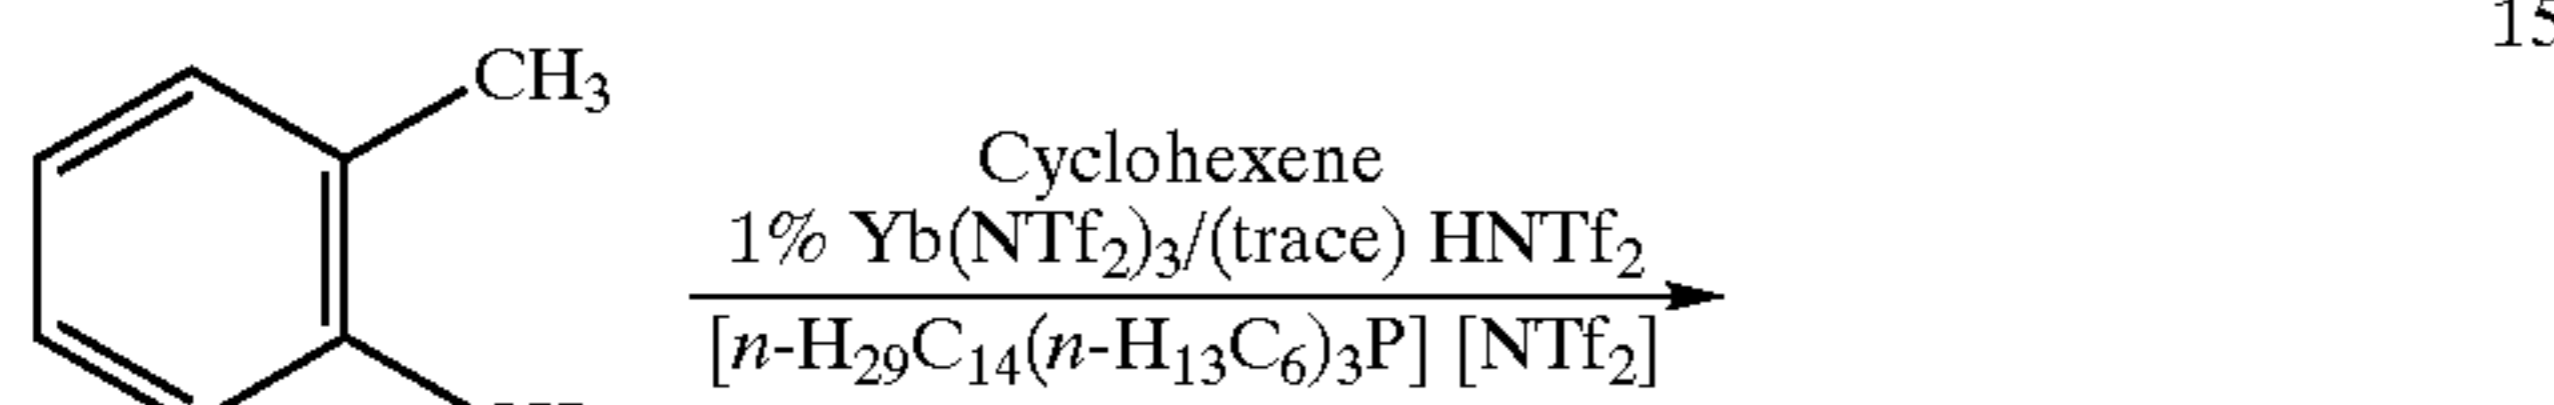 15
CH₃
Cyclohexene
1% Yb(NTf₂)₃/(trace) HNTf₂
[n-H₂₉C₁₄(n-H₁₃C₆)₃P] [NTf₂]